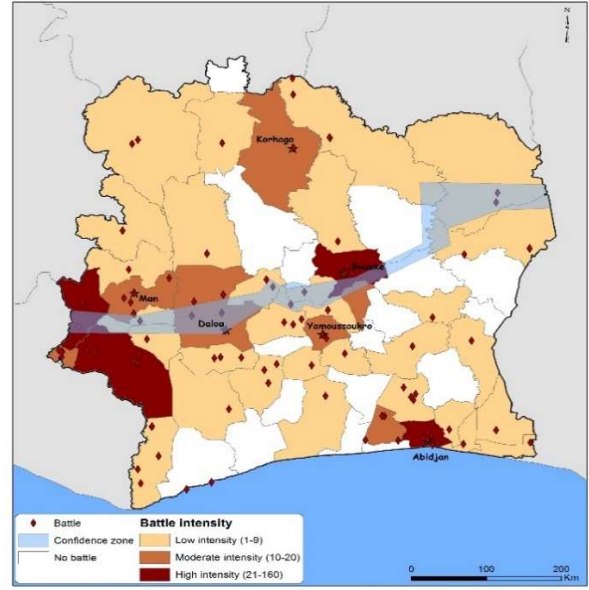 N
Korhogo
Bouake
Man
Daloa
Yamoussoukro
Abidjan
Battle
Confidence zone
No battle
Battle intensity
Low intensity (1-9)
Moderate intensity (10-20)
High intensity (21-160)
0 100 200
Km